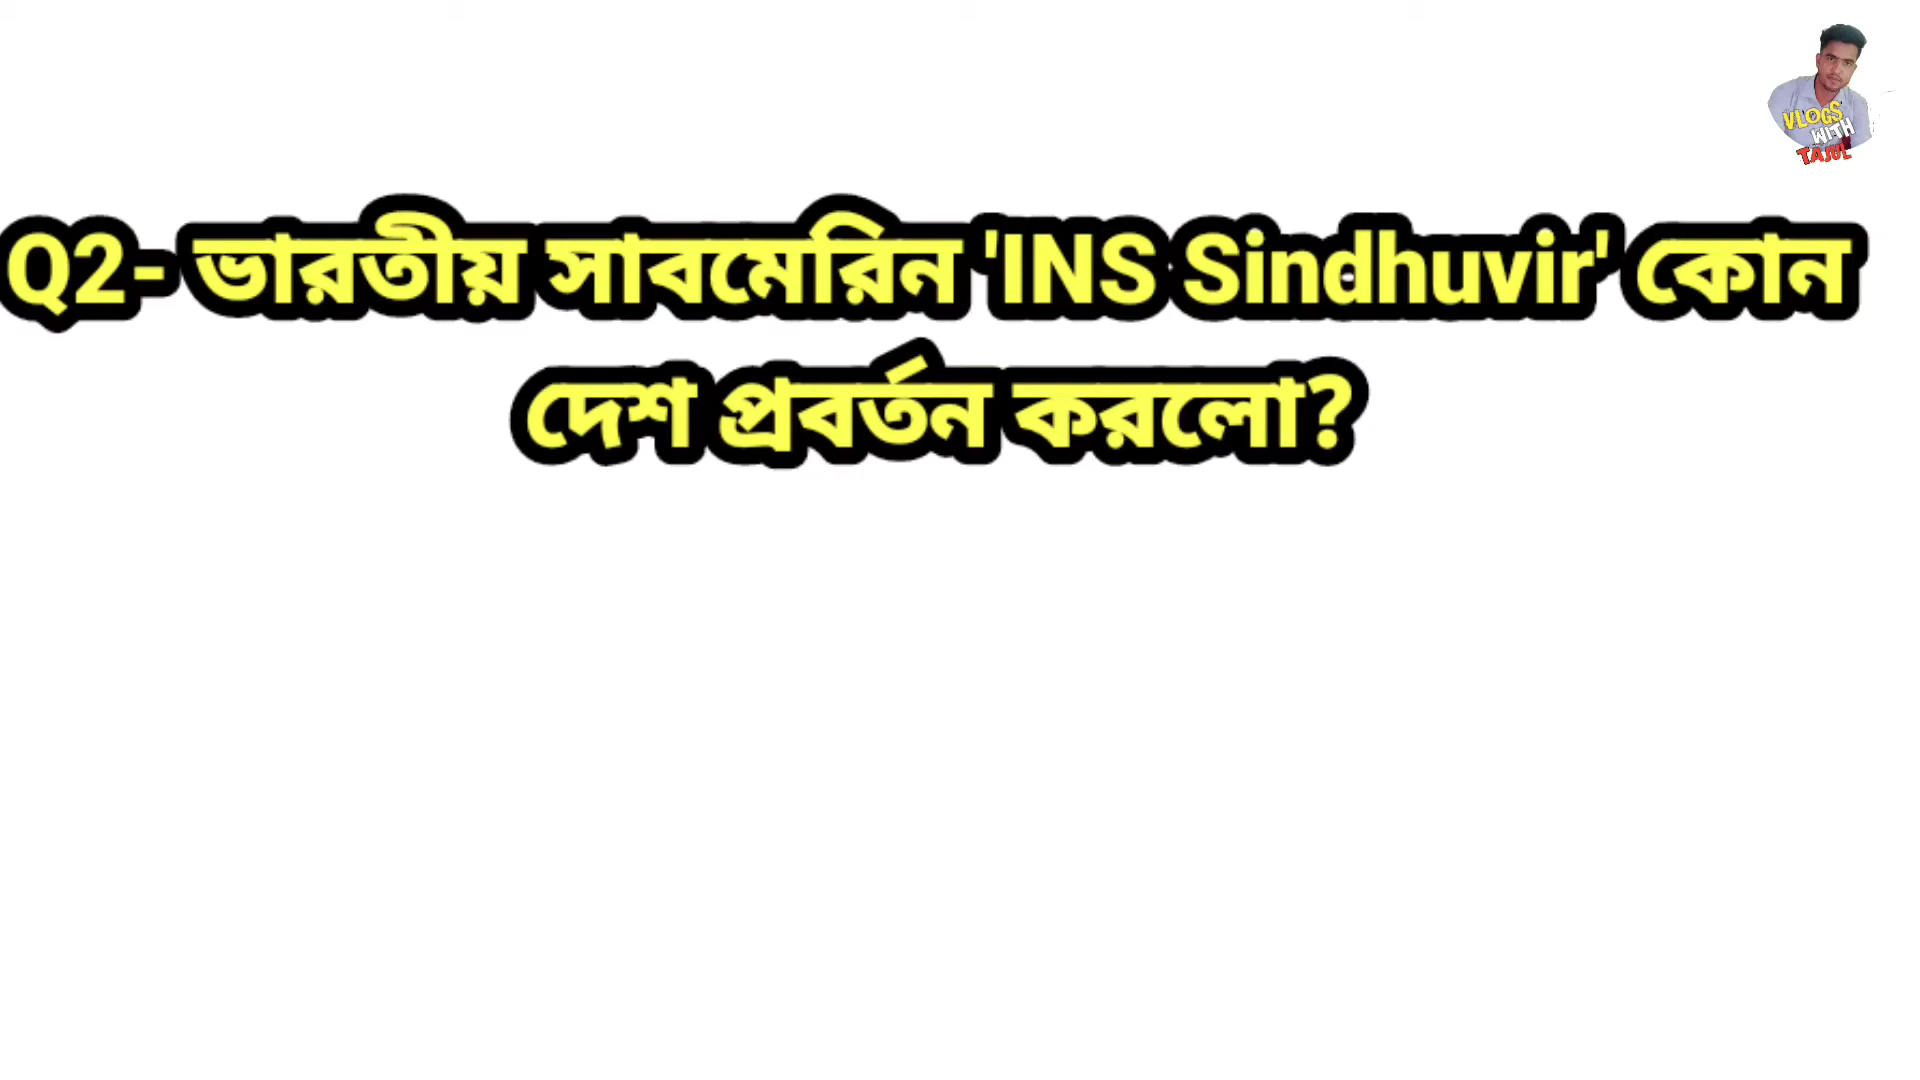 VLOGS
WITH
TAJUL
Q2- ভারতীয় সাবমেরিন 'INS Sindhuvir' কোন
দেশ প্রবর্তন করলো?